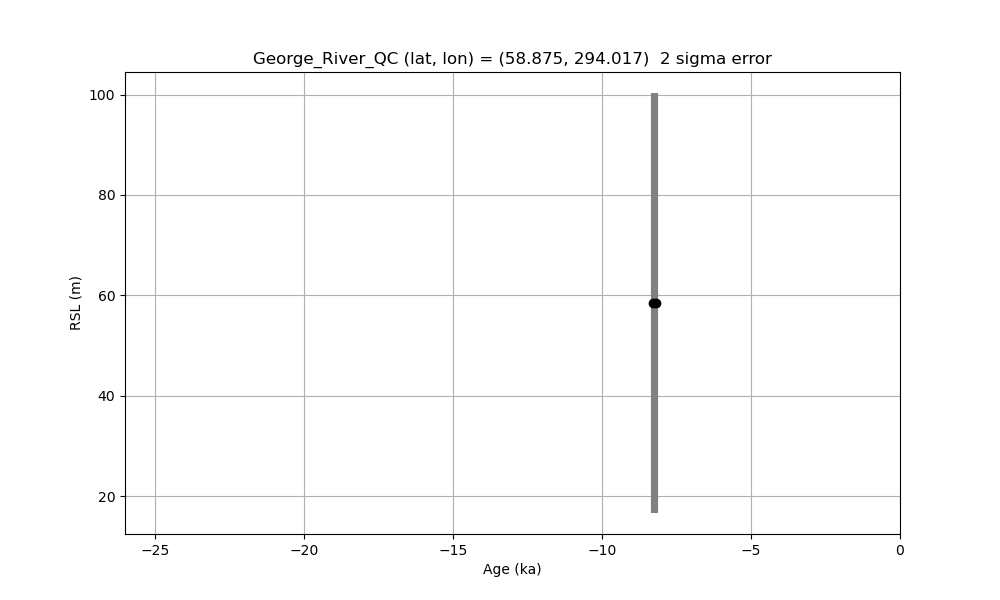 George_River_QC (lat, lon) = (58.875, 294.017)  2 sigma error
100
80
60
40
20
RSL (m)
−25 −20 −15 −10 −5 0
Age (ka)